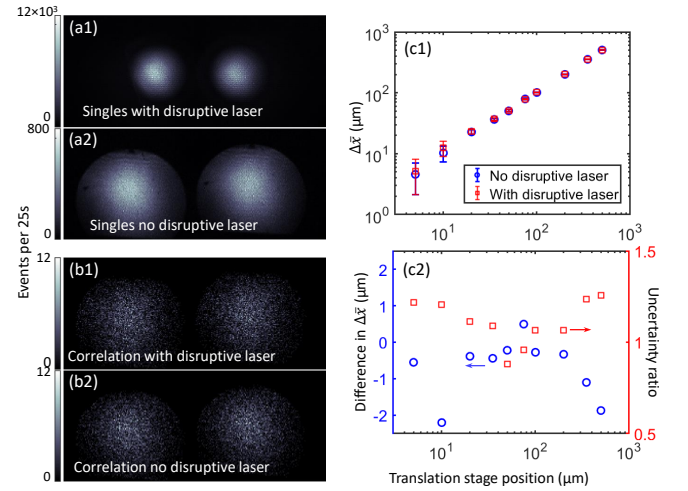 12×10³
(a1)
Singles with disruptive laser
0
800
(a2)
Singles no disruptive laser
0
Events per 25s
12
(b1)
Correlation with disruptive laser
0
12
(b2)
Correlation no disruptive laser
0
(c1)
10³
10²
10¹
10⁰
Δx̄ (μm)
No disruptive laser
With disruptive laser
10¹ 10² 10³
(c2)
2
1
0
-1
-2
Difference in Δx̄ (μm)
1.5
1
0.5
Uncertainty ratio
10¹ 10² 10³
Translation stage position (μm)